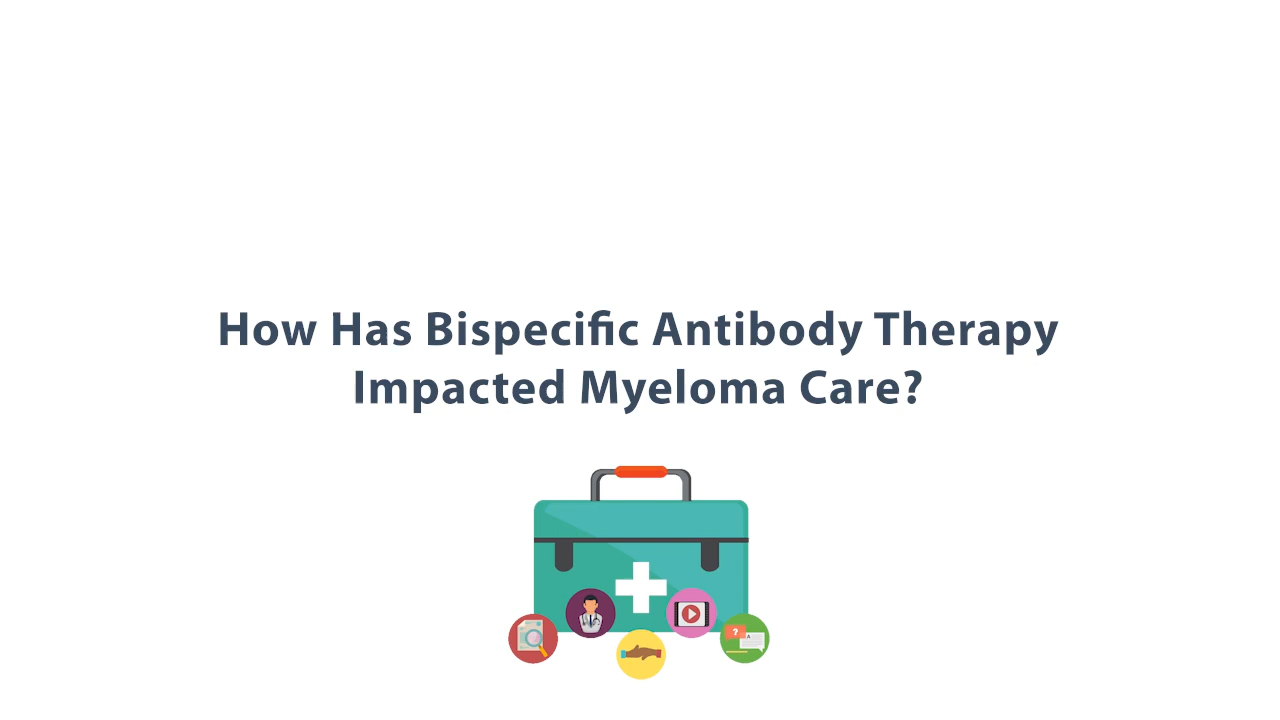 How Has Bispecific Antibody Therapy
Impacted Myeloma Care?
? A